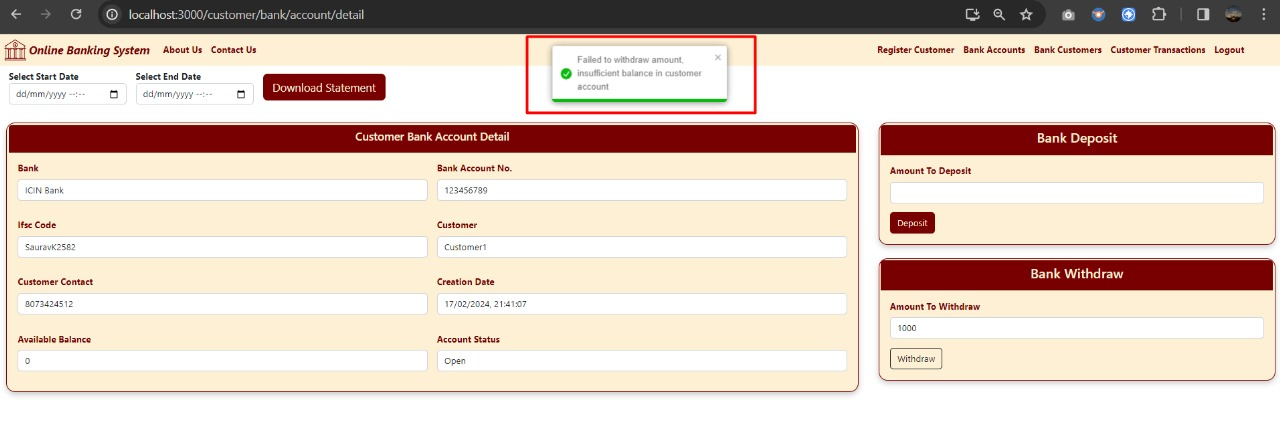 localhost:3000/customer/bank/account/detail
Online Banking System About Us Contact Us
Register Customer Bank Accounts Bank Customers Customer Transactions Logout
Failed to withdraw amount,
insufficient balance in customer
account
Select Start Date
Select End Date
dd/mm/yyyy --:--
dd/mm/yyyy --:--
Download Statement
Customer Bank Account Detail
Bank
Bank Account No.
ICIN Bank
123456789
Ifsc Code
Customer
SauravK2582
Customer1
Customer Contact
Creation Date
8073424512
17/02/2024, 21:41:07
Available Balance
Account Status
0
Open
Bank Deposit
Amount To Deposit
Deposit
Bank Withdraw
Amount To Withdraw
1000
Withdraw